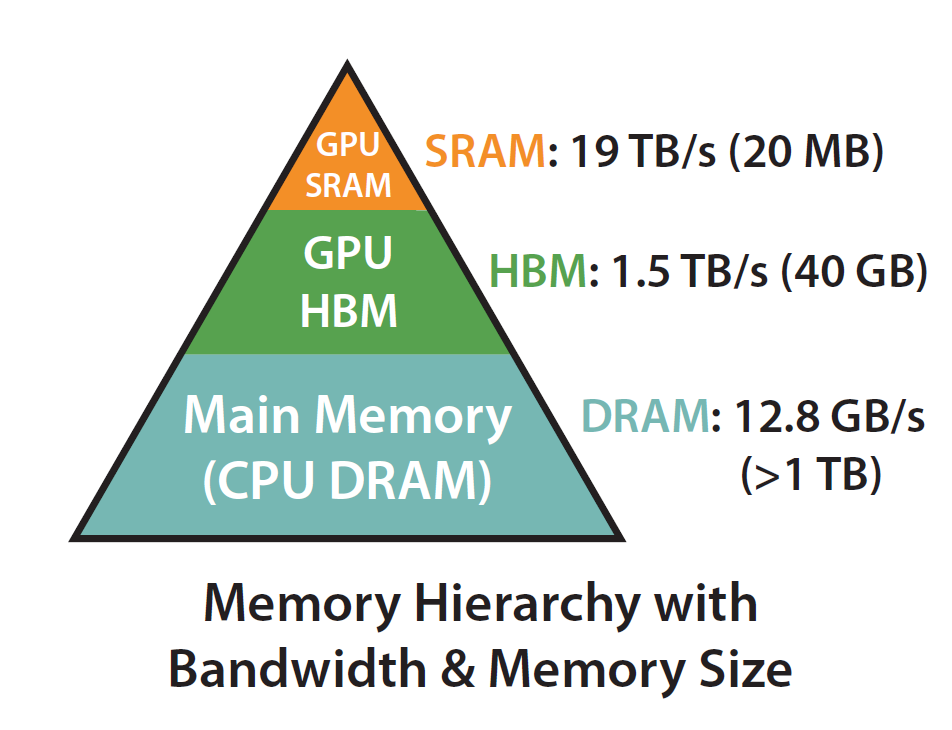 GPU
SRAM
SRAM: 19 TB/s (20 MB)
GPU
HBM
HBM: 1.5 TB/s (40 GB)
Main Memory
(CPU DRAM)
DRAM: 12.8 GB/s
(>1 TB)
Memory Hierarchy with
Bandwidth & Memory Size